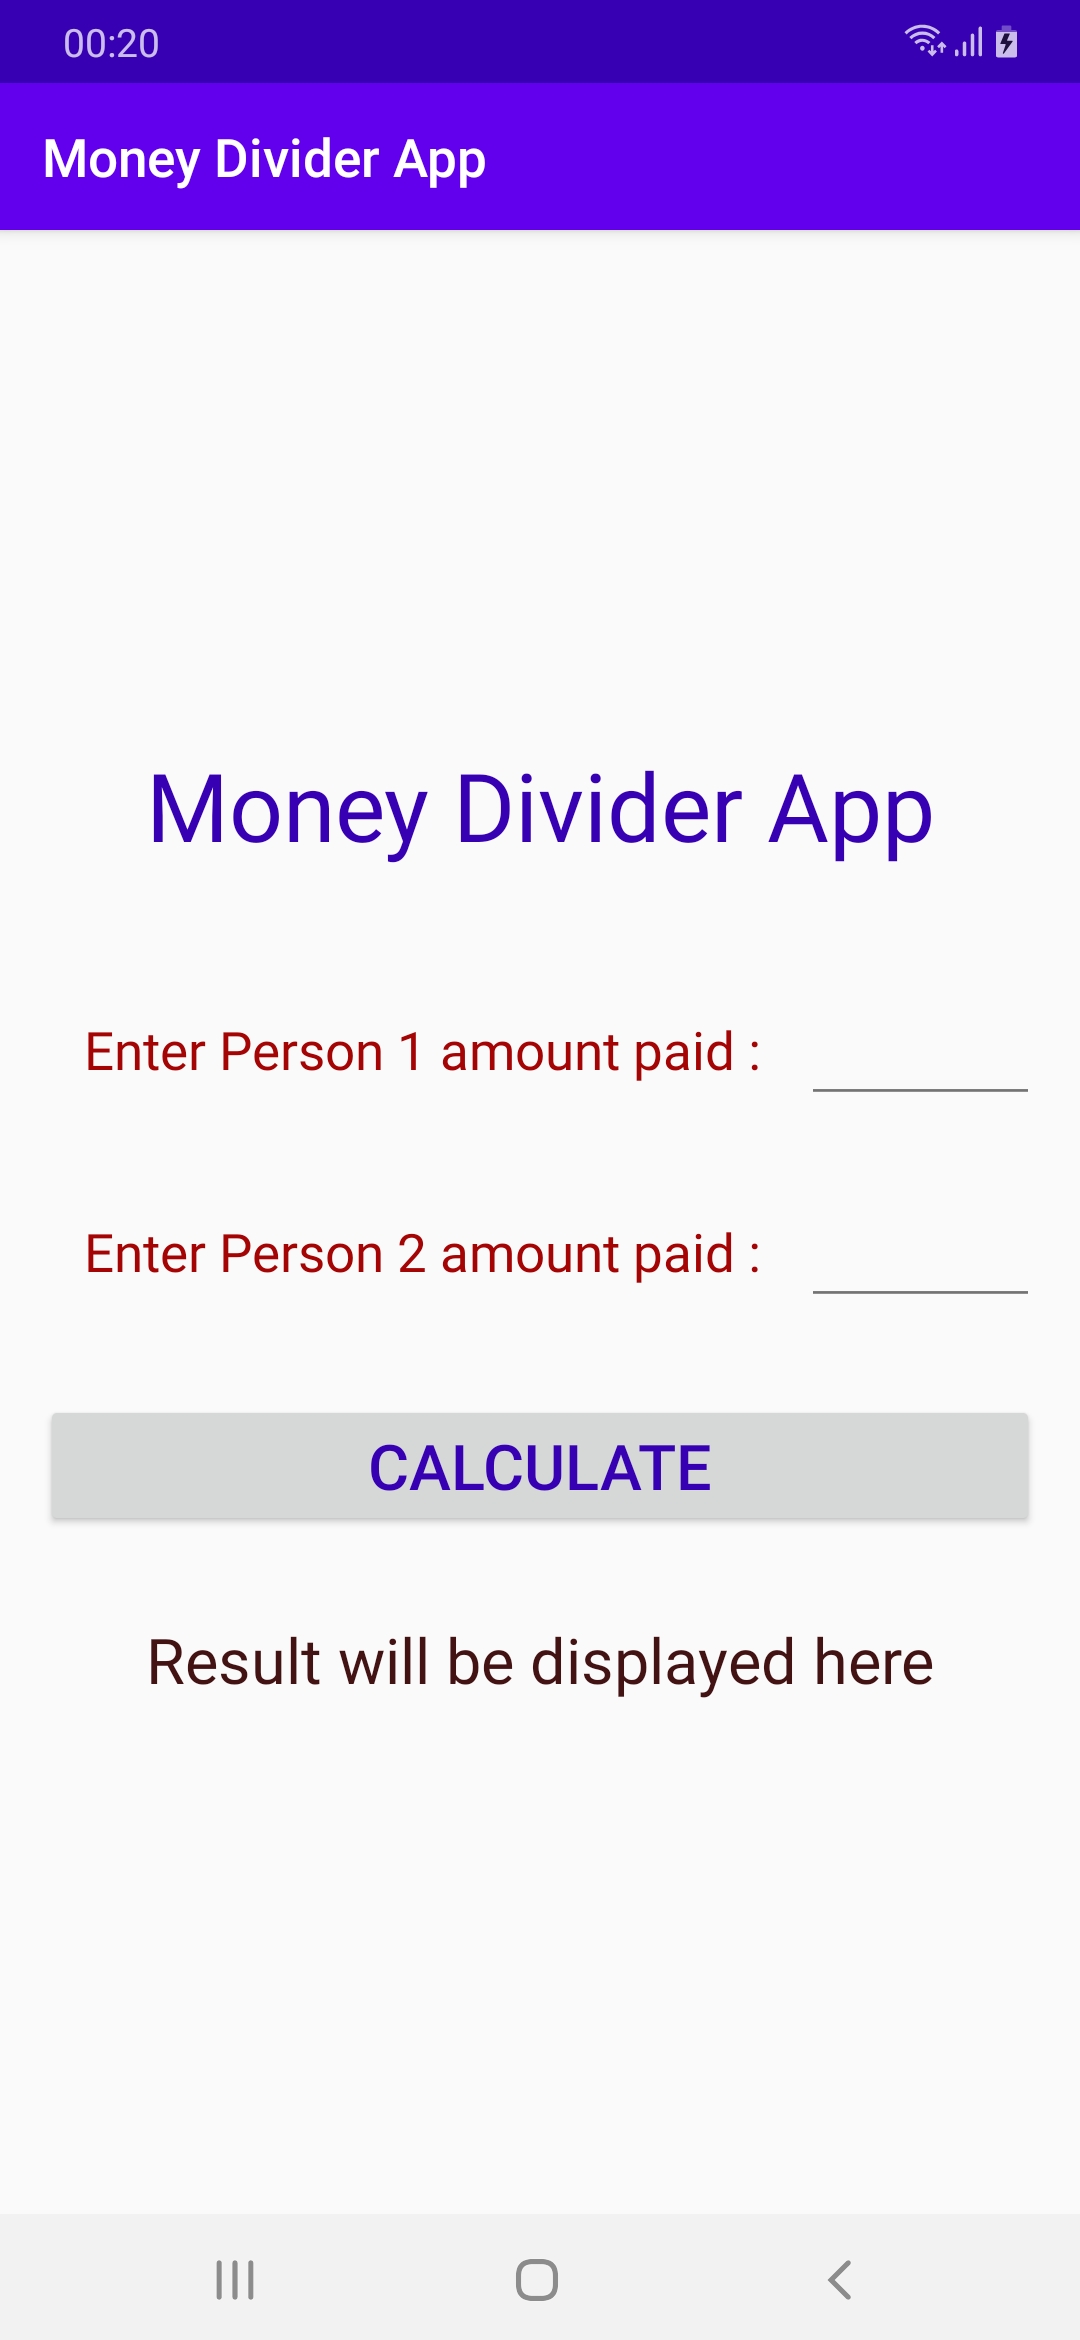 00:20
Money Divider App
Money Divider App
Enter Person 1 amount paid :
Enter Person 2 amount paid :
CALCULATE
Result will be displayed here